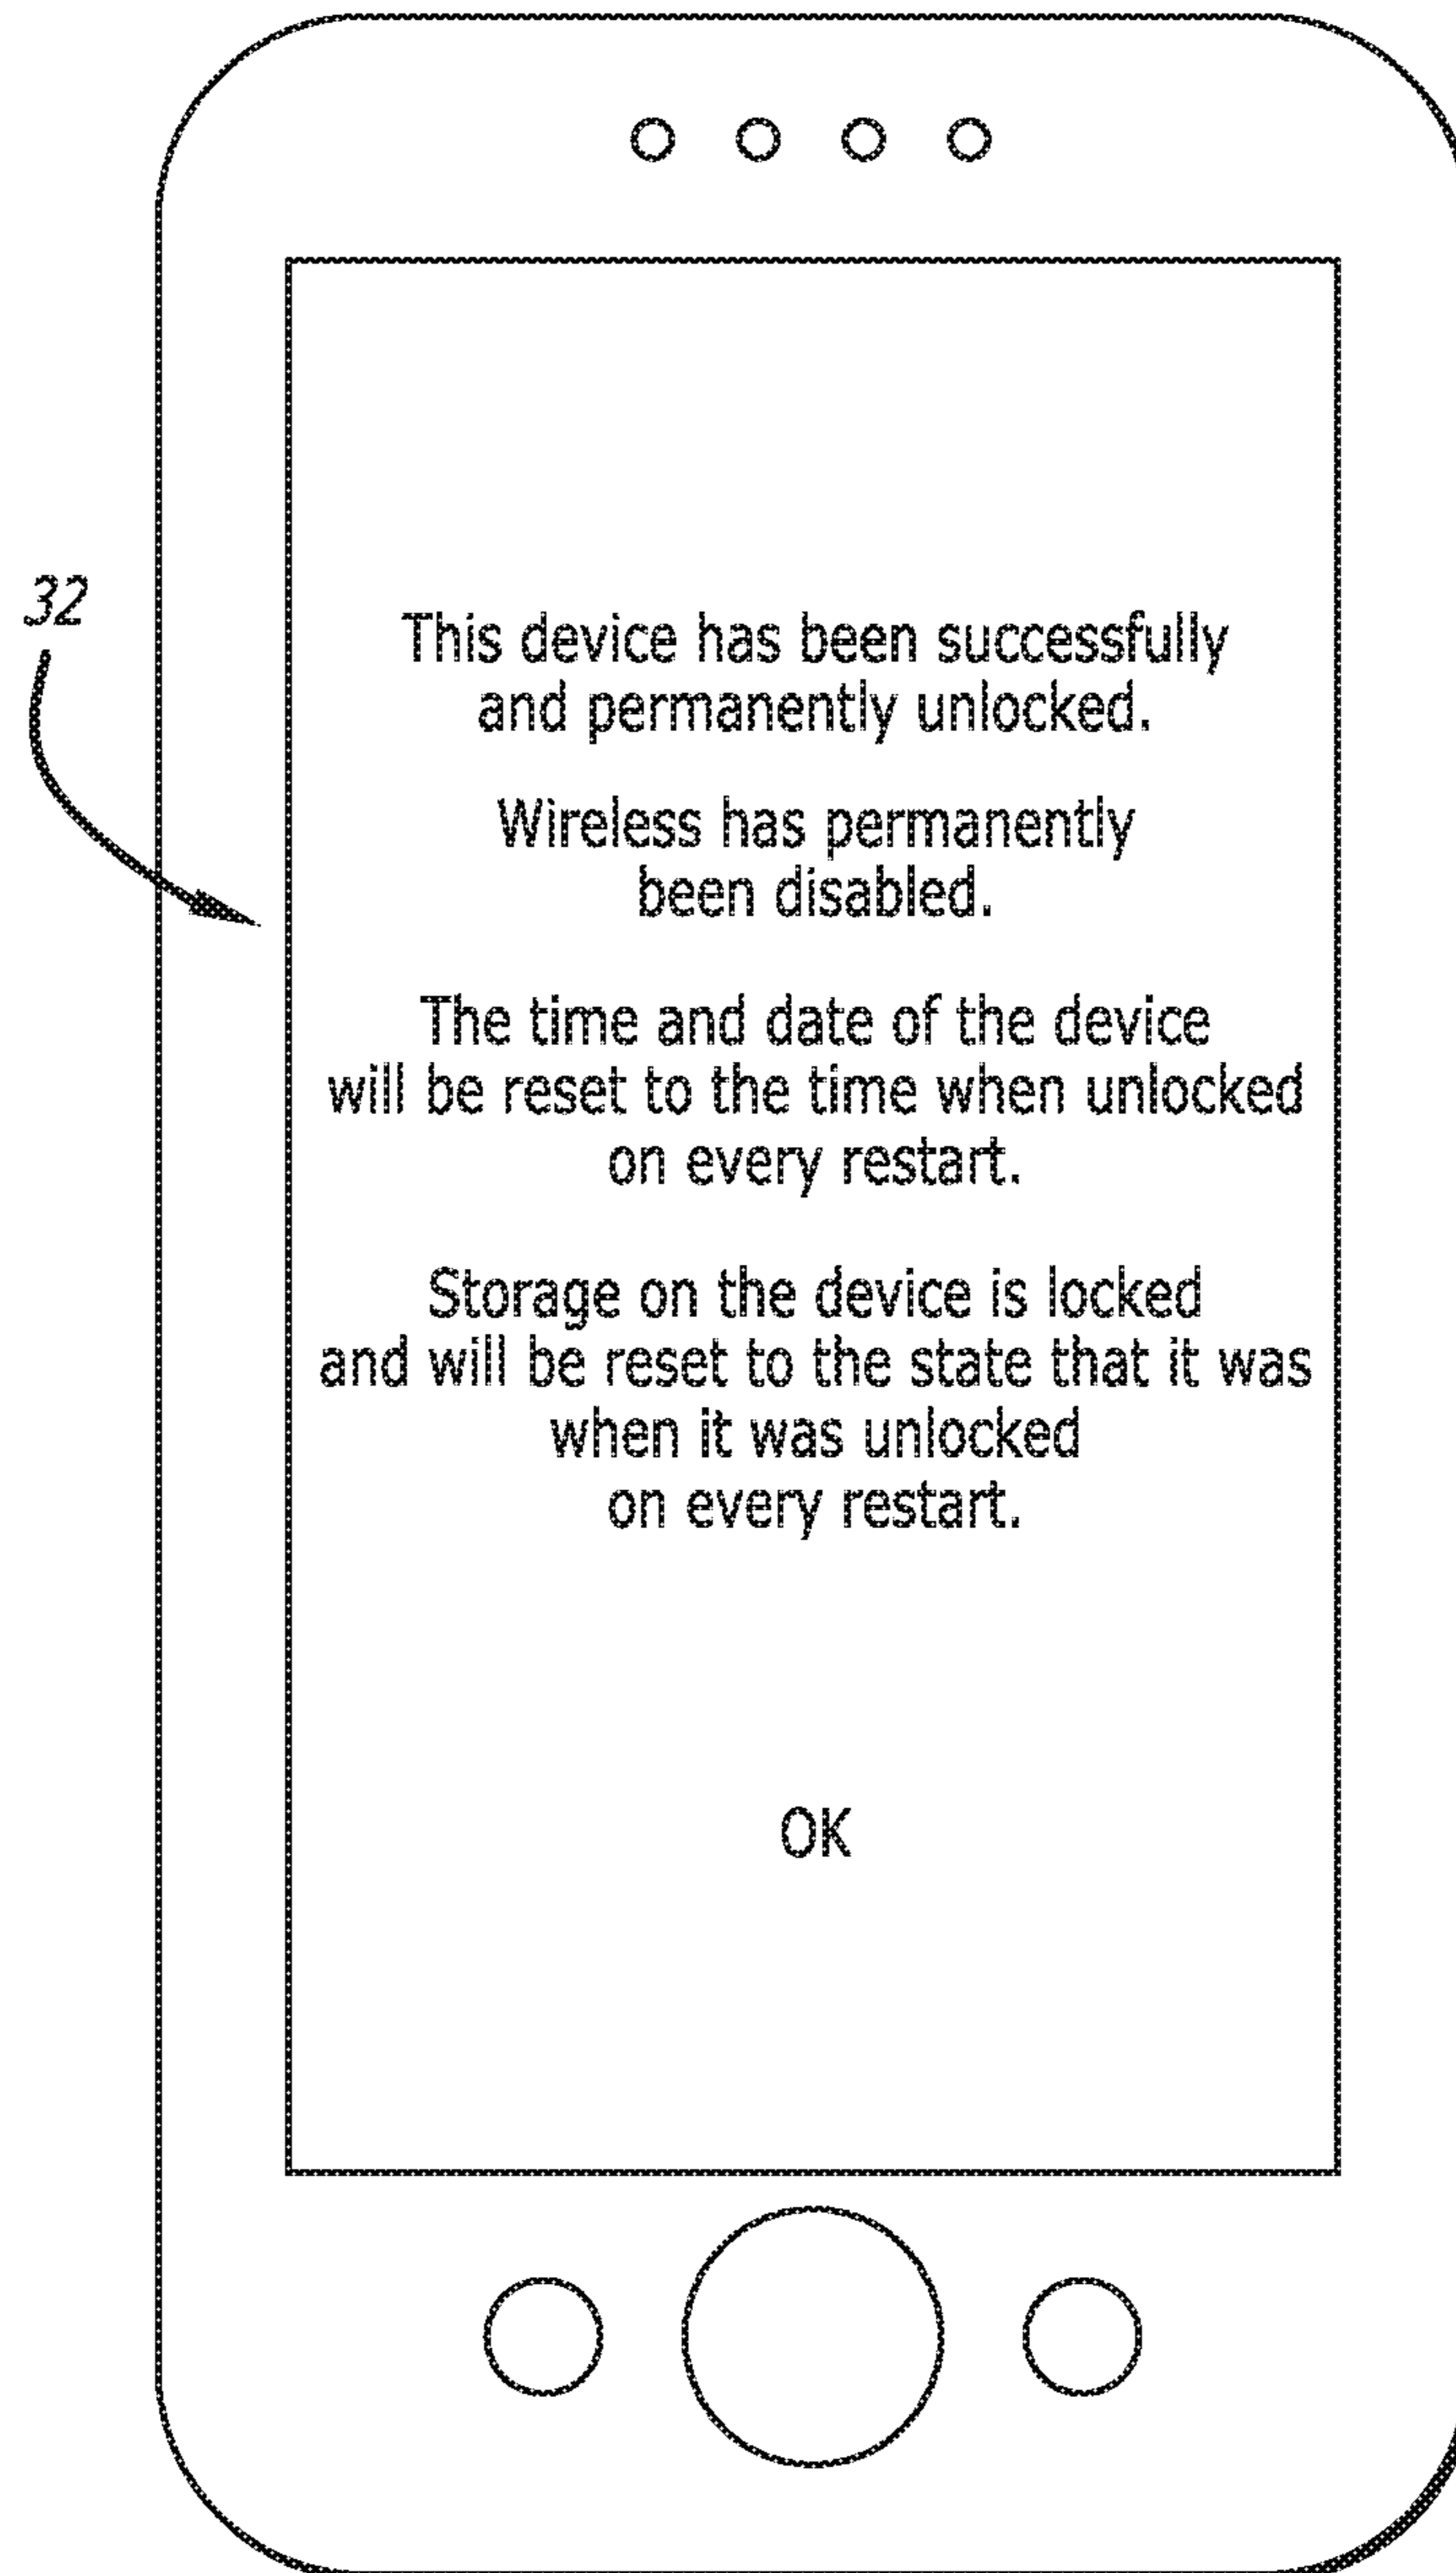 32
This device has been successfully
and permanently unlocked.
Wireless has permanently
been disabled.
The time and date of the device
will be reset to the time when unlocked
on every restart.
Storage on the device is locked
and will be reset to the state that it was
when it was unlocked
on every restart.
OK